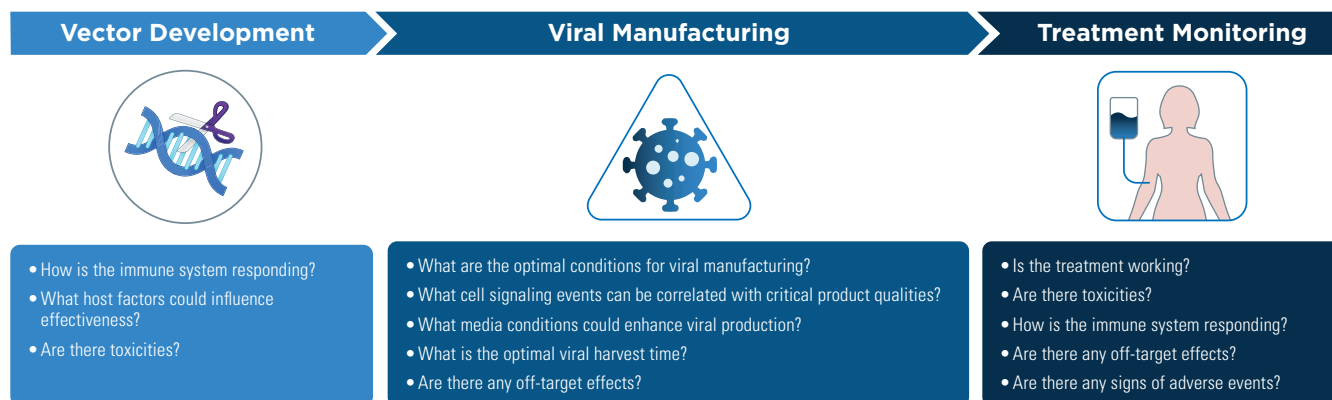 Vector Development
Viral Manufacturing
Treatment Monitoring
• How is the immune system responding?
• What host factors could influence
effectiveness?
• Are there toxicities?
• What are the optimal conditions for viral manufacturing?
• What cell signaling events can be correlated with critical product qualities?
• What media conditions could enhance viral production?
• What is the optimal viral harvest time?
• Are there any off-target effects?
• Is the treatment working?
• Are there toxicities?
• How is the immune system responding?
• Are there any off-target effects?
• Are there any signs of adverse events?